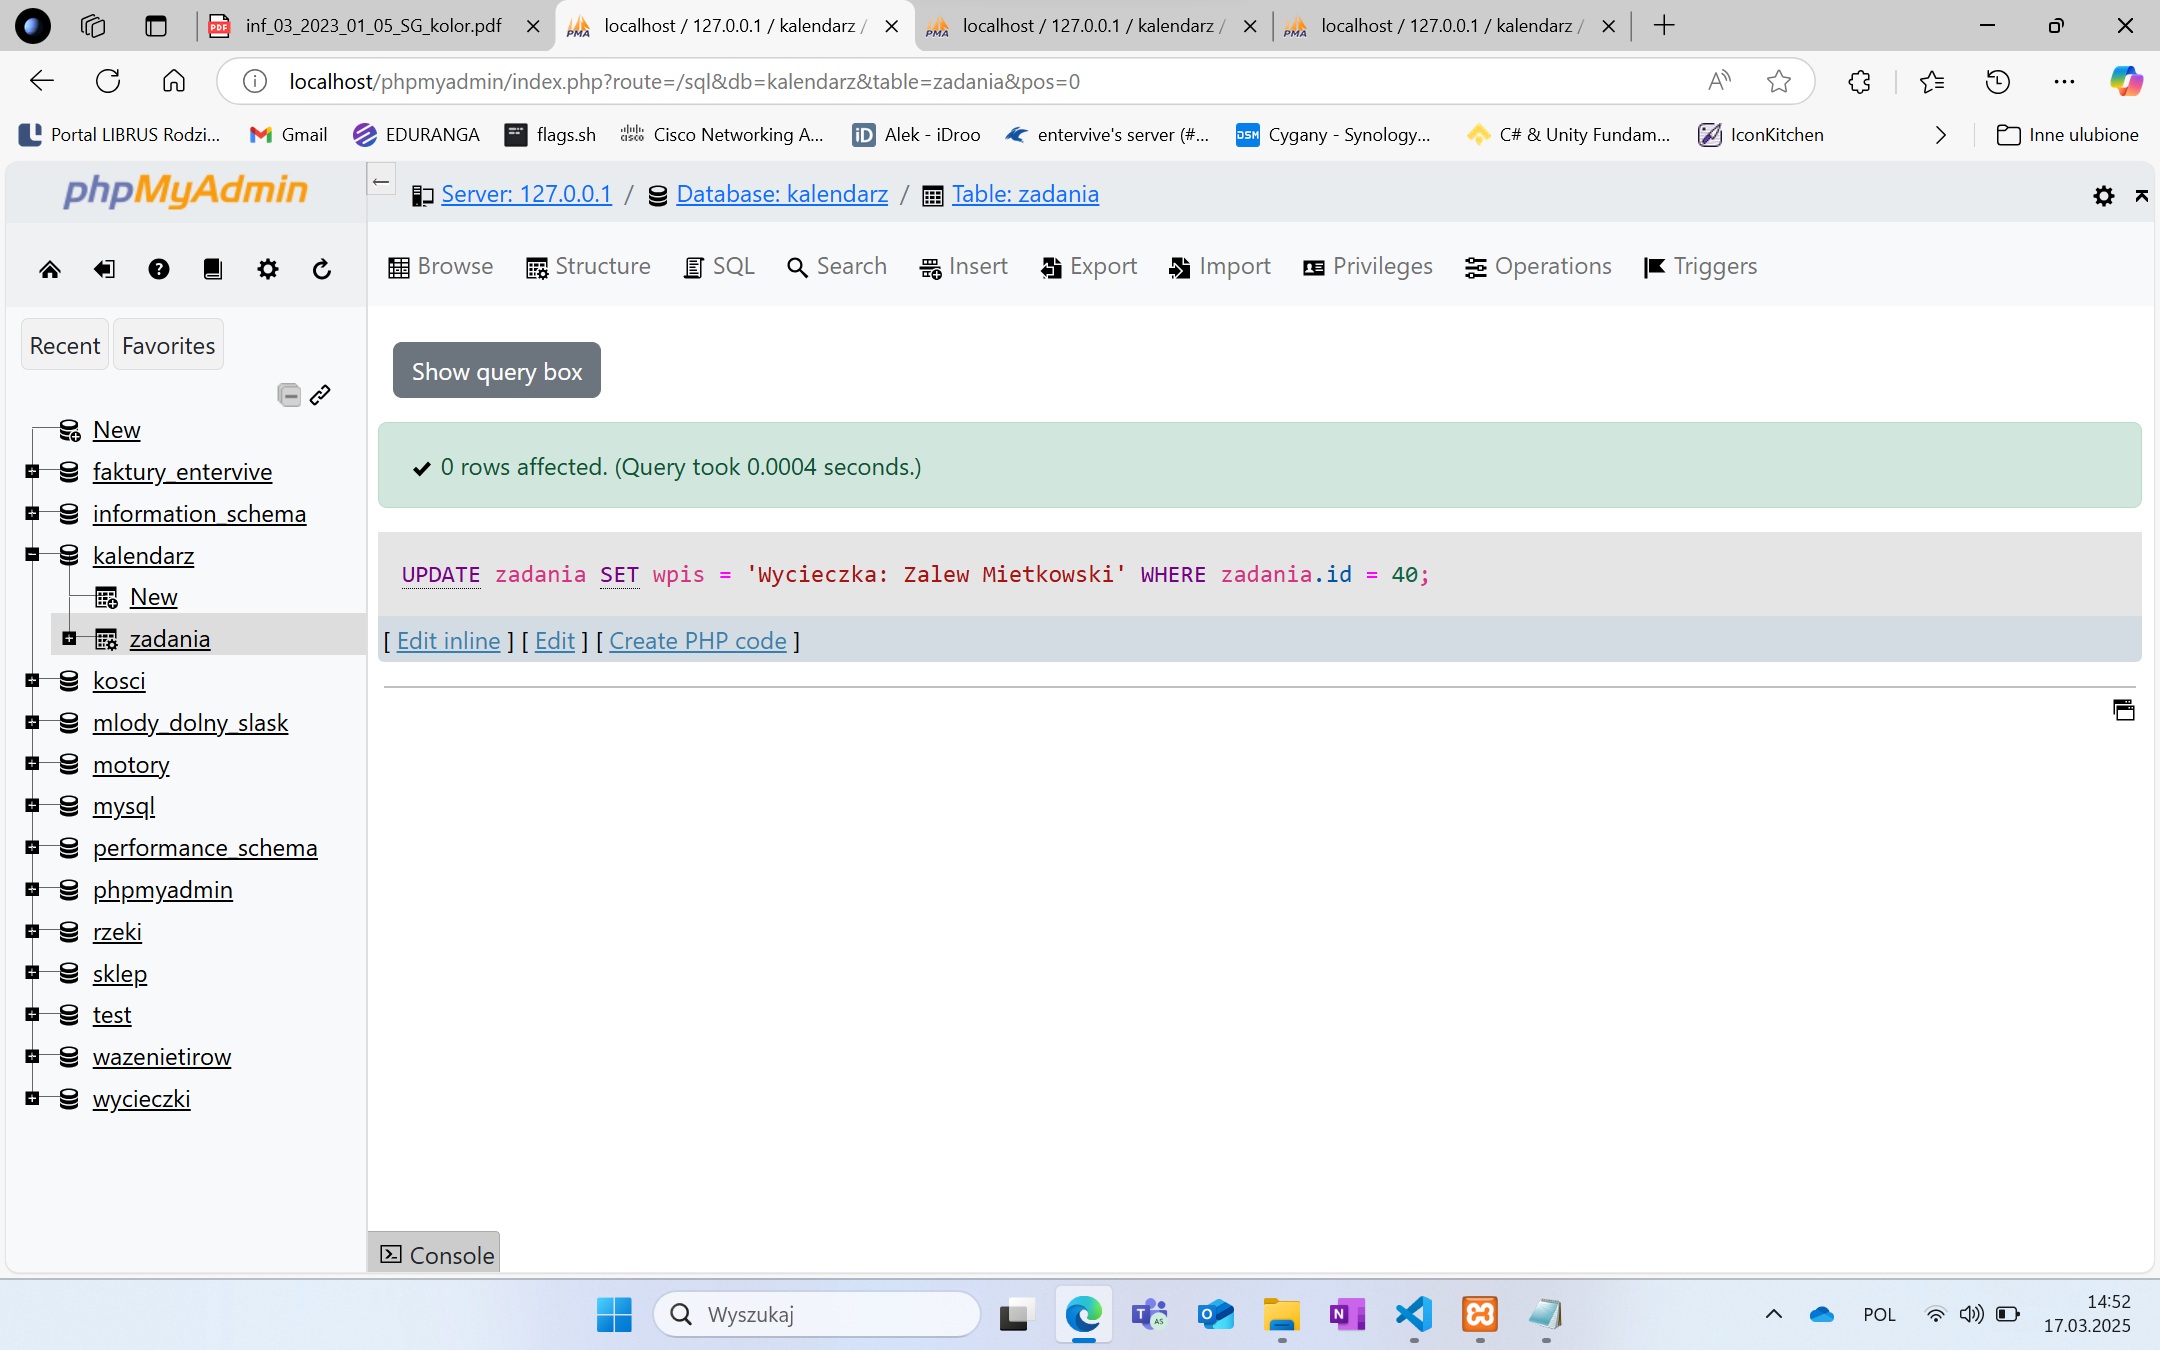 inf_03_2023_01_05_SG_kolor.pdf
localhost / 127.0.0.1 / kalendarz /
localhost / 127.0.0.1 / kalendarz /
localhost / 127.0.0.1 / kalendarz /
localhost/phpmyadmin/index.php?route=/sql&db=kalendarz&table=zadania&pos=0
Portal LIBRUS Rodzi... Gmail EDURANGA flags.sh Cisco Networking A... Alek - iDroo entervive's server (#... Cygany - Synology... C# & Unity Fundam... IconKitchen Inne ulubione
phpMyAdmin
Server: 127.0.0.1 / Database: kalendarz / Table: zadania
Browse Structure SQL Search Insert Export Import Privileges Operations Triggers
Recent Favorites
New
faktury_entervive
information_schema
kalendarz
New
zadania
kosci
mlody_dolny_slask
motory
mysql
performance_schema
phpmyadmin
rzeki
sklep
test
wazenietirow
wycieczki
Show query box
0 rows affected. (Query took 0.0004 seconds.)
UPDATE zadania SET wpis = 'Wycieczka: Zalew Mietkowski' WHERE zadania.id = 40;
[ Edit inline ] [ Edit ] [ Create PHP code ]
Console
Wyszukaj
POL
14:52
17.03.2025